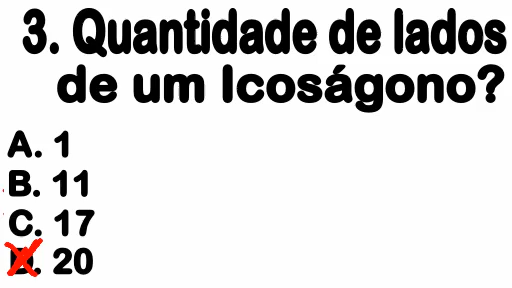 3. Quantidade de lados
de um Icoságono?
A. 1
B. 11
C. 17
D. 20